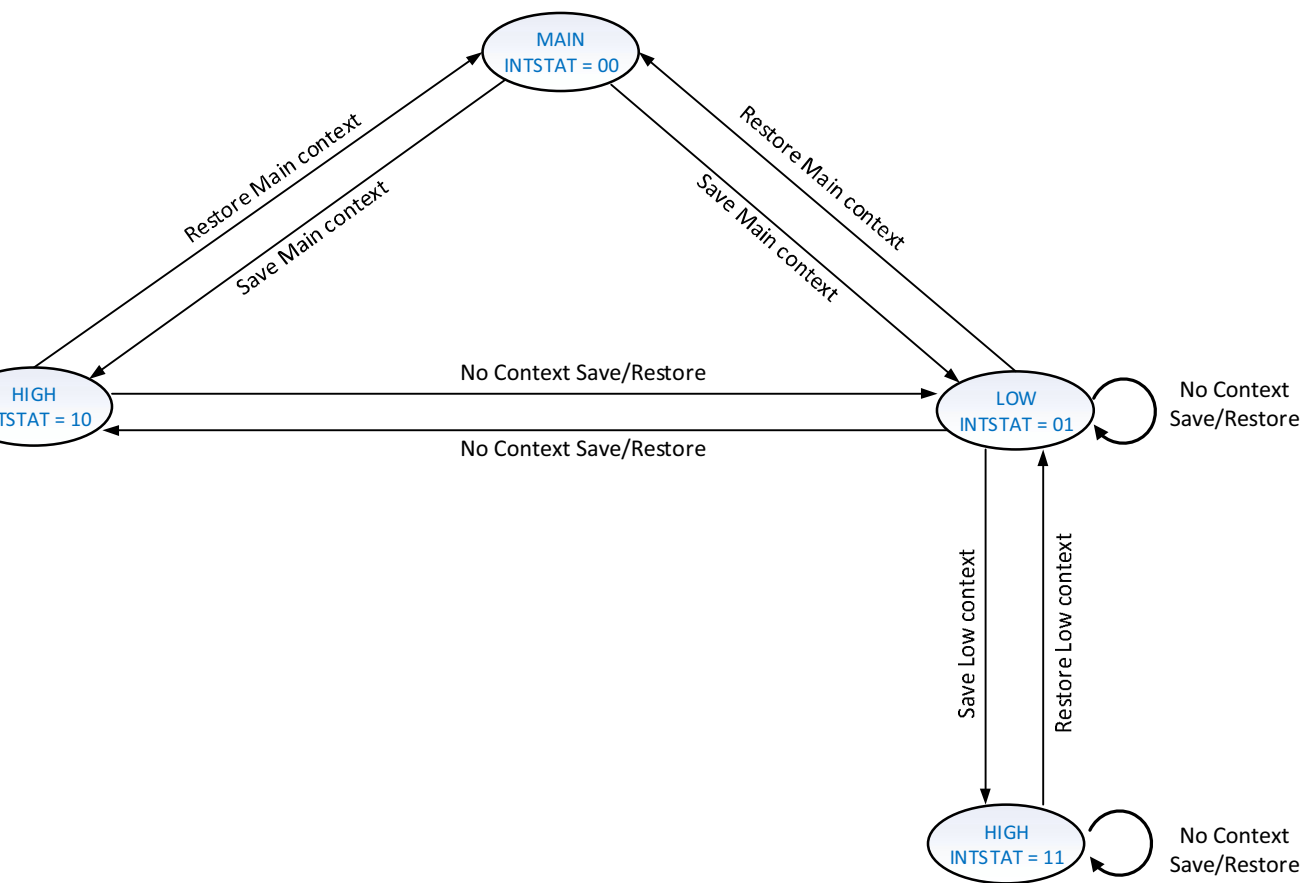 MAIN
INTSTAT = 00
Restore Main context
Save Main context
Restore Main context
Save Main context
No Context Save/Restore
No Context Save/Restore
HIGH
TSTAT = 10
LOW
INTSTAT = 01
No Context
Save/Restore
Save Low context
Restore Low context
HIGH
INTSTAT = 11
No Context
Save/Restore